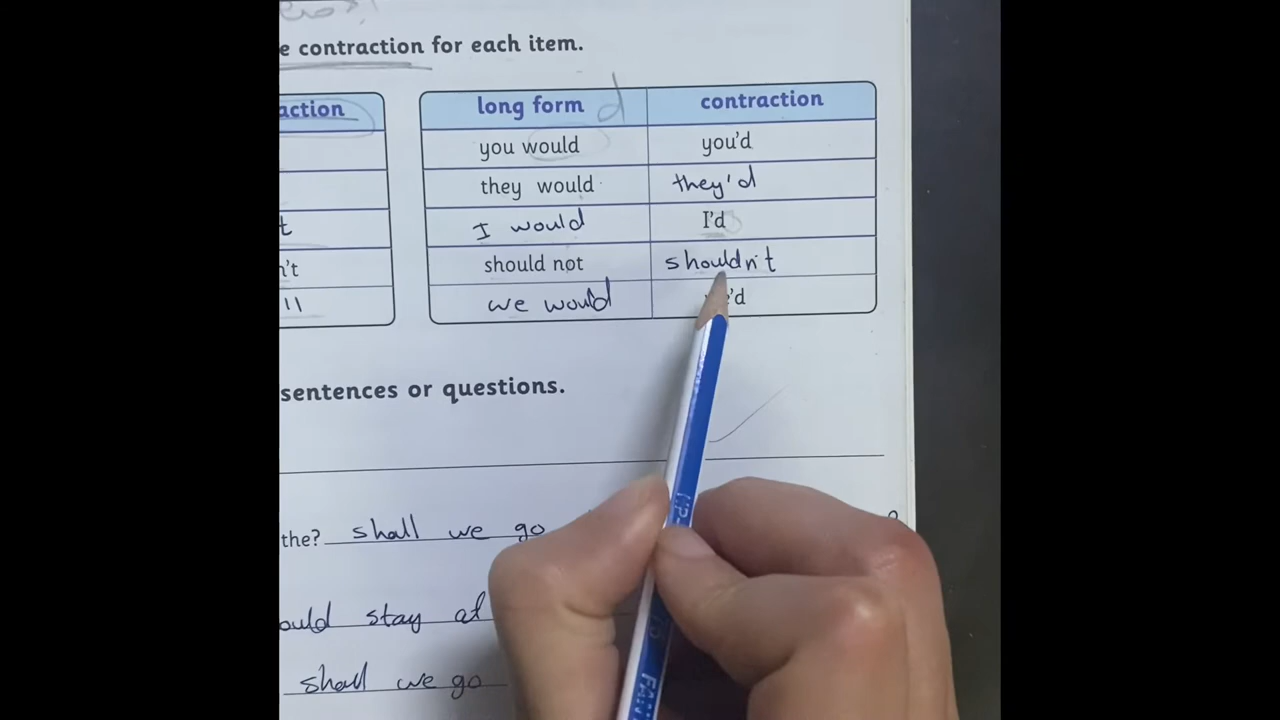 e contraction for each item.
action
long form d contraction
you would you'd
they would they'd
t I would I'd
n't should not shouldn't
ll we would 'd
sentences or questions.
the? shall we go
ould stay at
shall we go